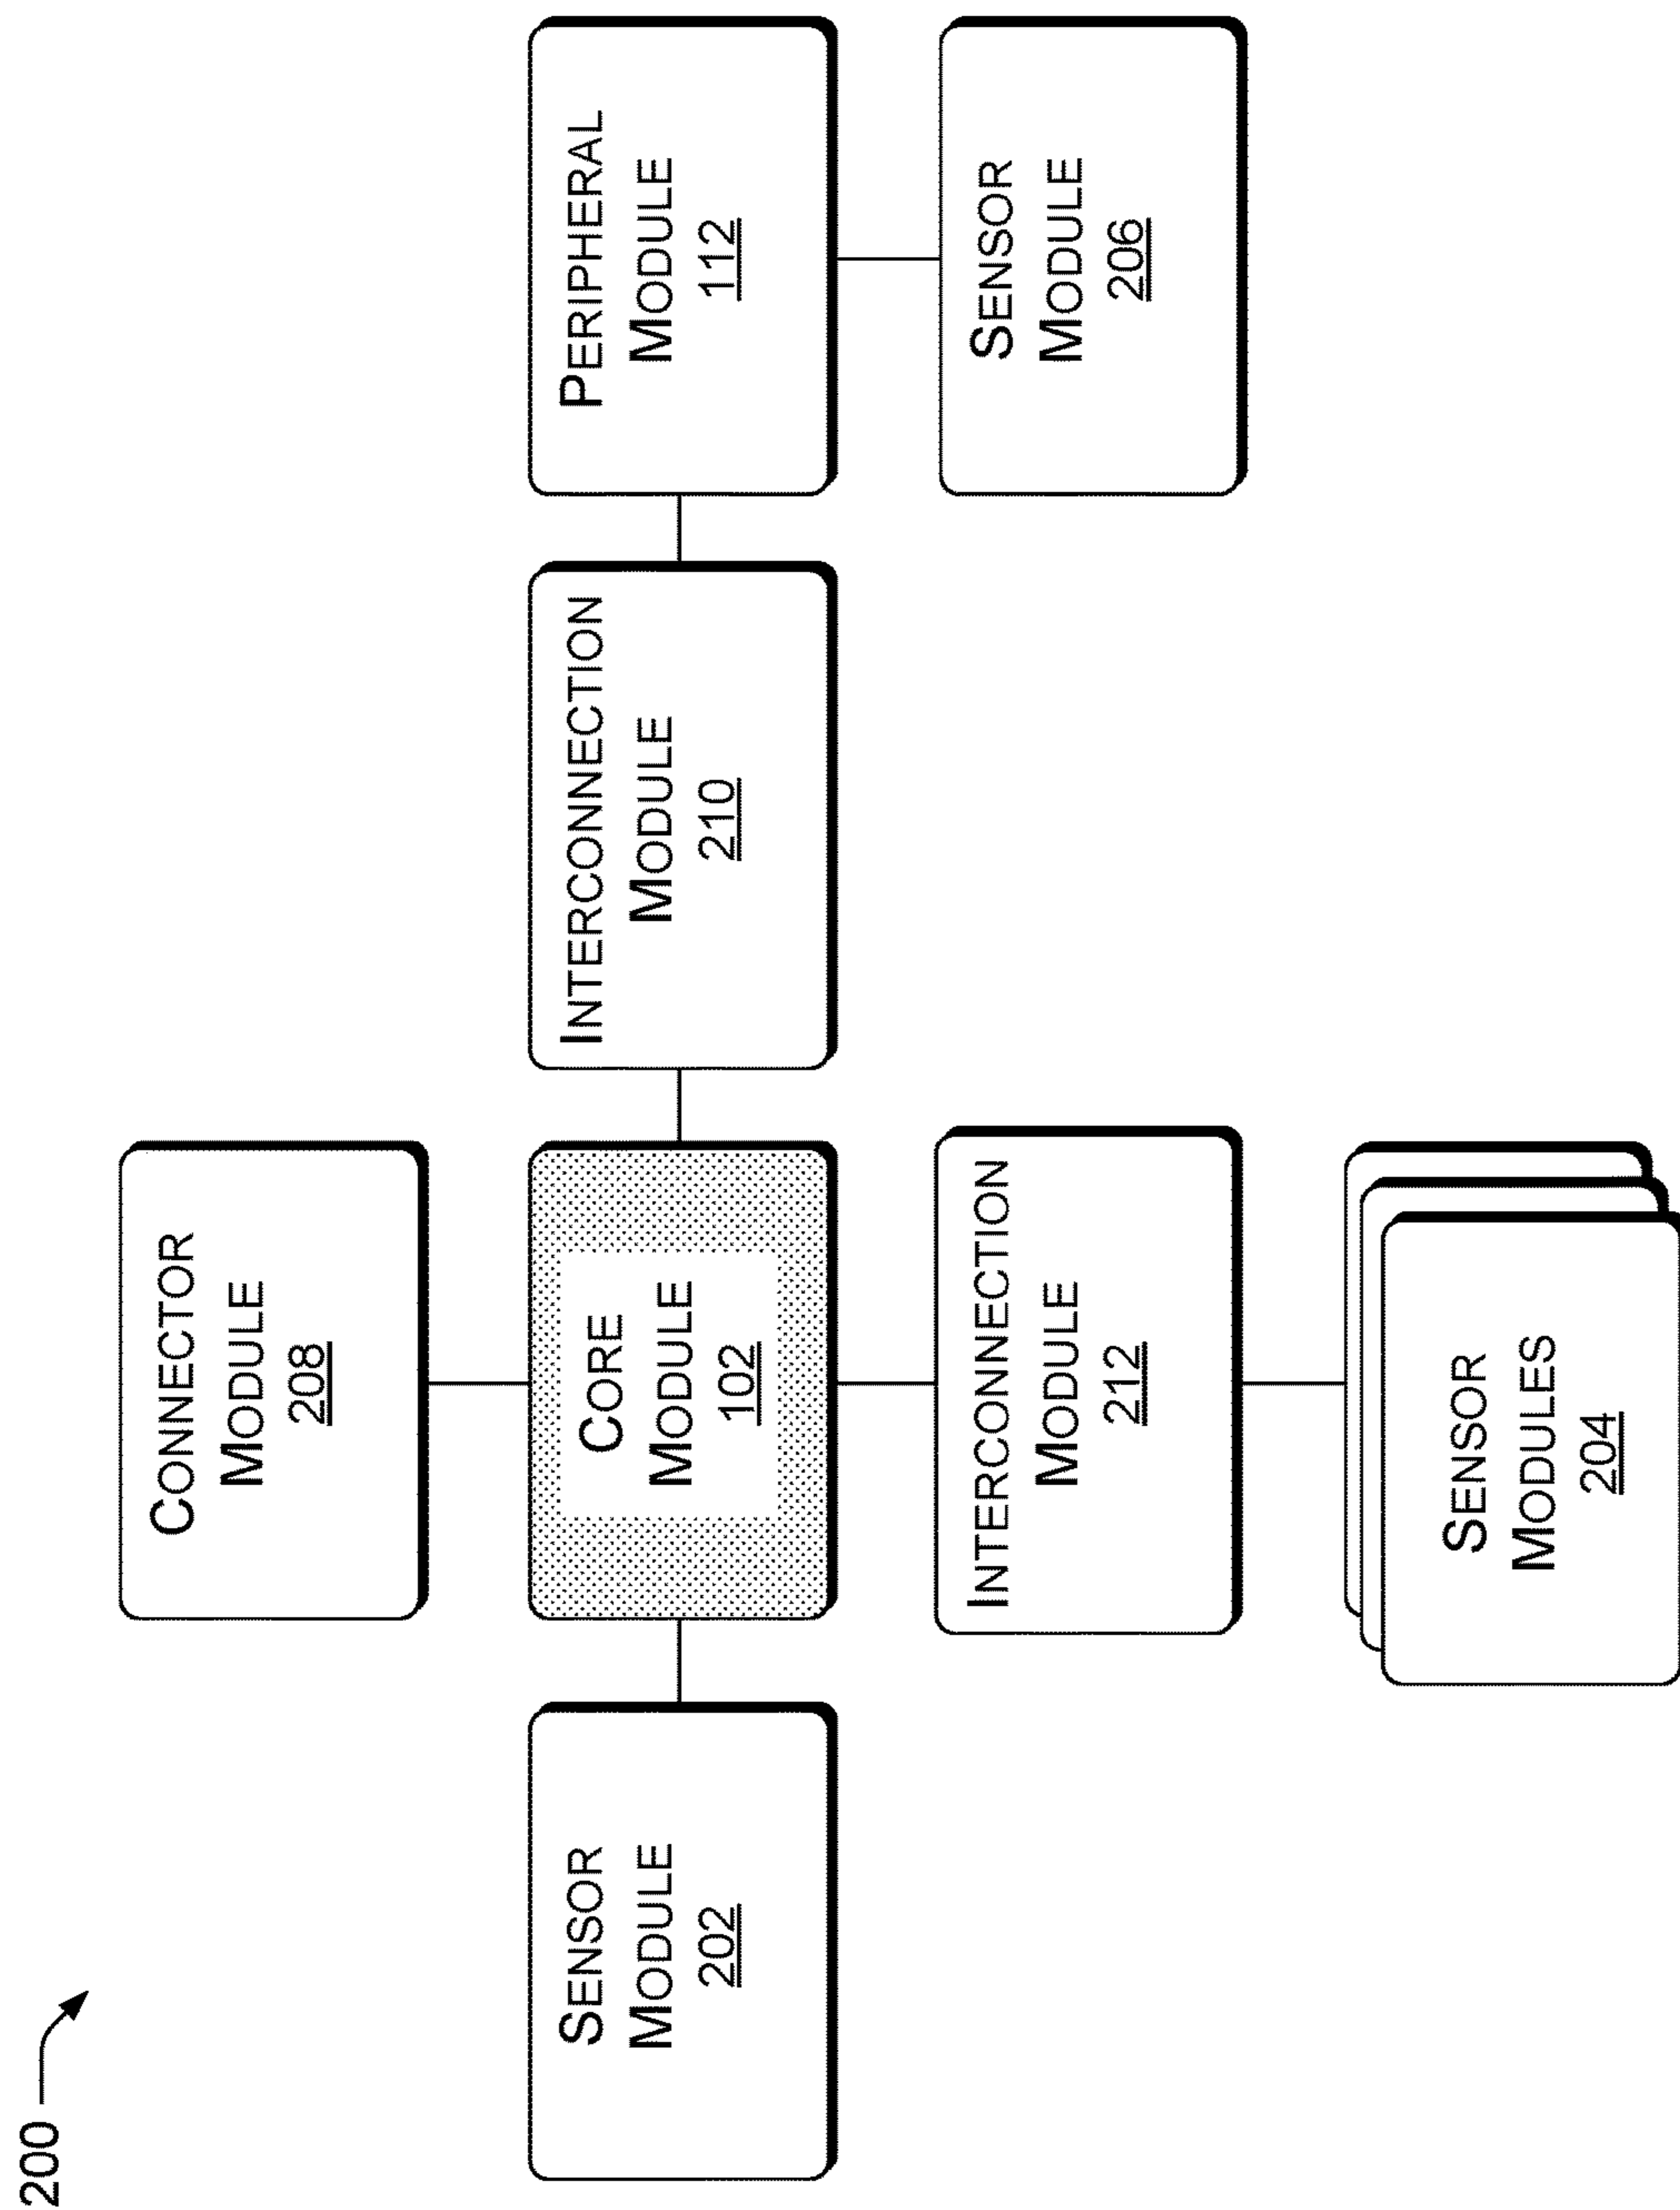 200
CONNECTOR
MODULE
208
SENSOR
MODULE
202
CORE
MODULE
102
INTERCONNECTION
MODULE
210
PERIPHERAL
MODULE
112
INTERCONNECTION
MODULE
212
SENSOR
MODULE
206
SENSOR
MODULES
204